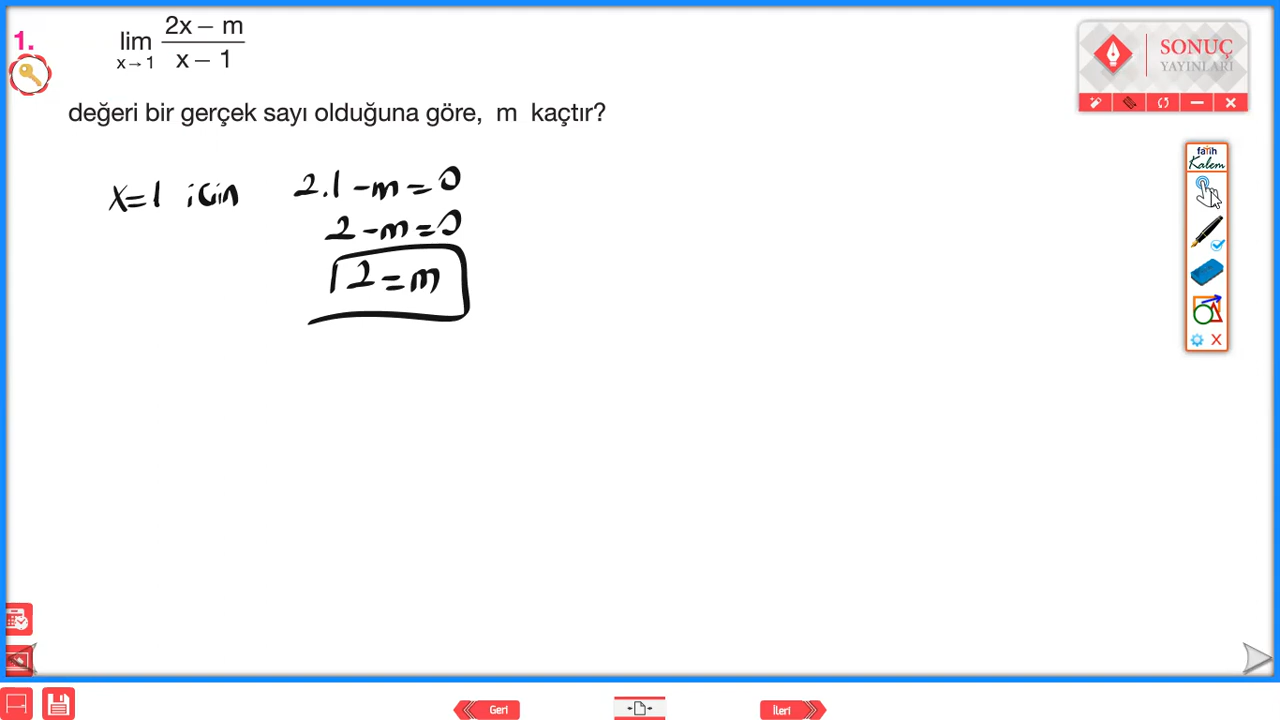 1.
lim x→1 2x − m / x − 1
değeri bir gerçek sayı olduğuna göre, m kaçtır?
x=1 için
2.1 -m = 0
2 -m = 0
2 = m
SONUÇ
YAYINLARI
fatih
Kalem
Geri
İleri